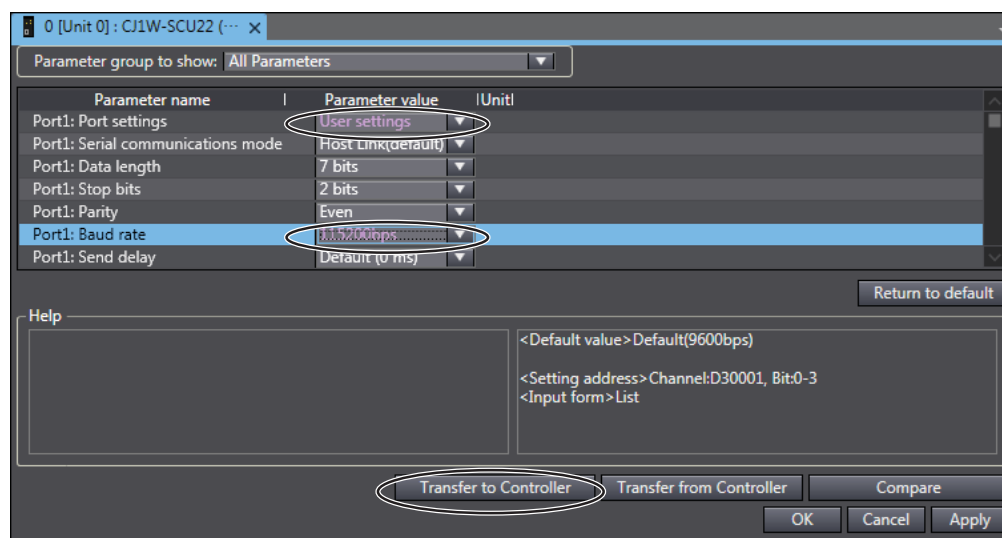 0 [Unit 0] : CJ1W-SCU22 (···
Parameter group to show: All Parameters
Parameter name Parameter value Unit
Port1: Port settings User settings
Port1: Serial communications mode Host Link(default)
Port1: Data length 7 bits
Port1: Stop bits 2 bits
Port1: Parity Even
Port1: Baud rate 115200bps
Port1: Send delay Default (0 ms)
Return to default
Help
<Default value>Default(9600bps)
<Setting address>Channel:D30001, Bit:0-3
<Input form>List
Transfer to Controller Transfer from Controller Compare
OK Cancel Apply